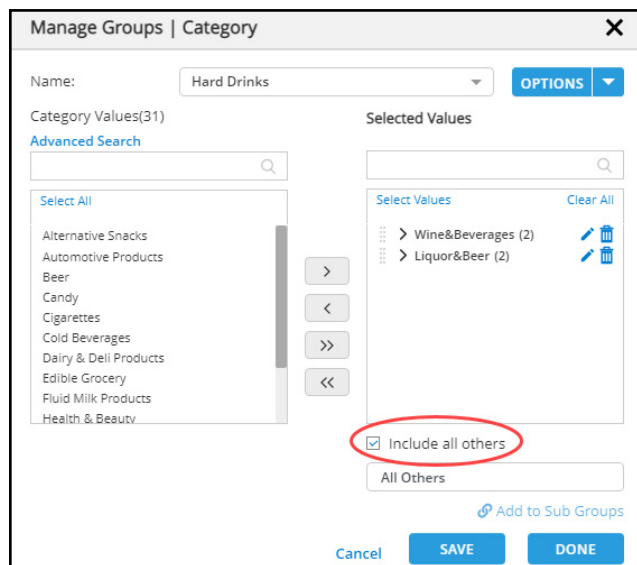 Manage Groups | Category
Name:
Hard Drinks
OPTIONS
Category Values(31)
Selected Values
Advanced Search
Select All
Select Values
Clear All
Alternative Snacks
Automotive Products
Beer
Candy
Cigarettes
Cold Beverages
Dairy & Deli Products
Edible Grocery
Fluid Milk Products
Health & Beauty
>
<
>>
<<
Wine&Beverages (2)
Liquor&Beer (2)
Include all others
All Others
Add to Sub Groups
Cancel
SAVE
DONE